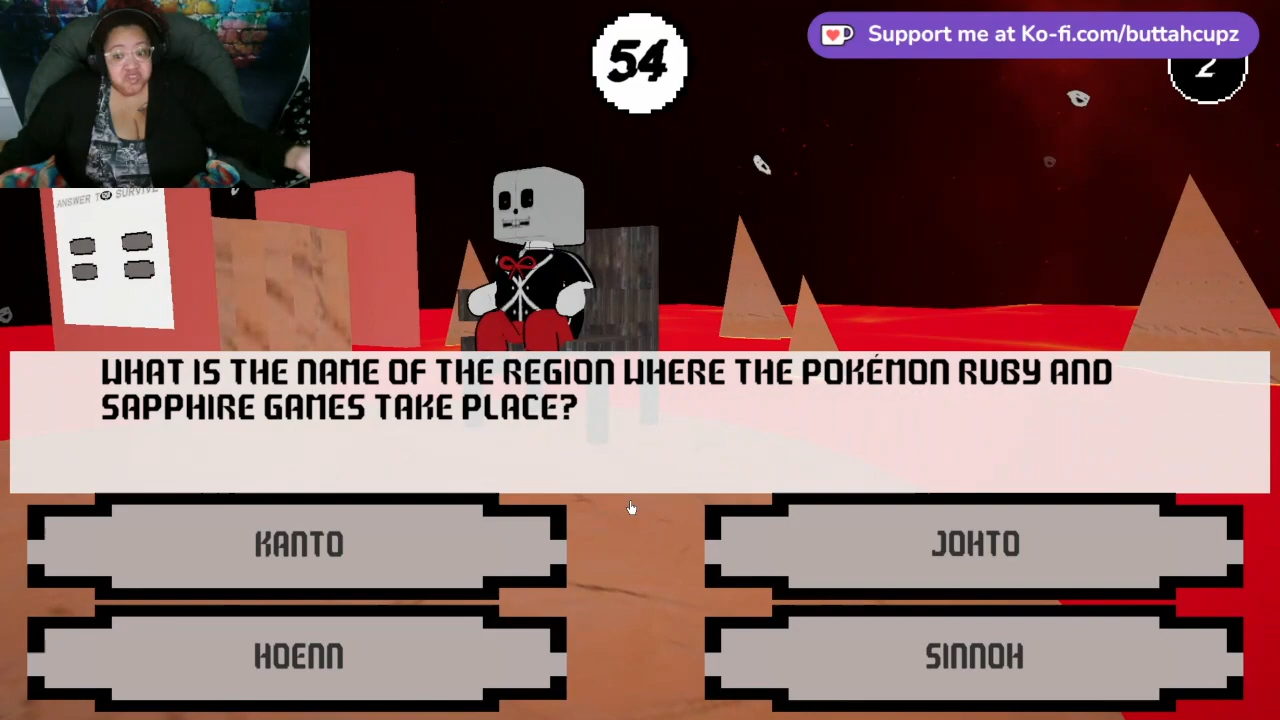 54
Support me at Ko-fi.com/buttahcupz
2
ANSWER TO SURVIVE
WHAT IS THE NAME OF THE REGION WHERE THE POKÉMON RUBY AND
SAPPHIRE GAMES TAKE PLACE?
KANTO
JOHTO
HOENN
SINNOH